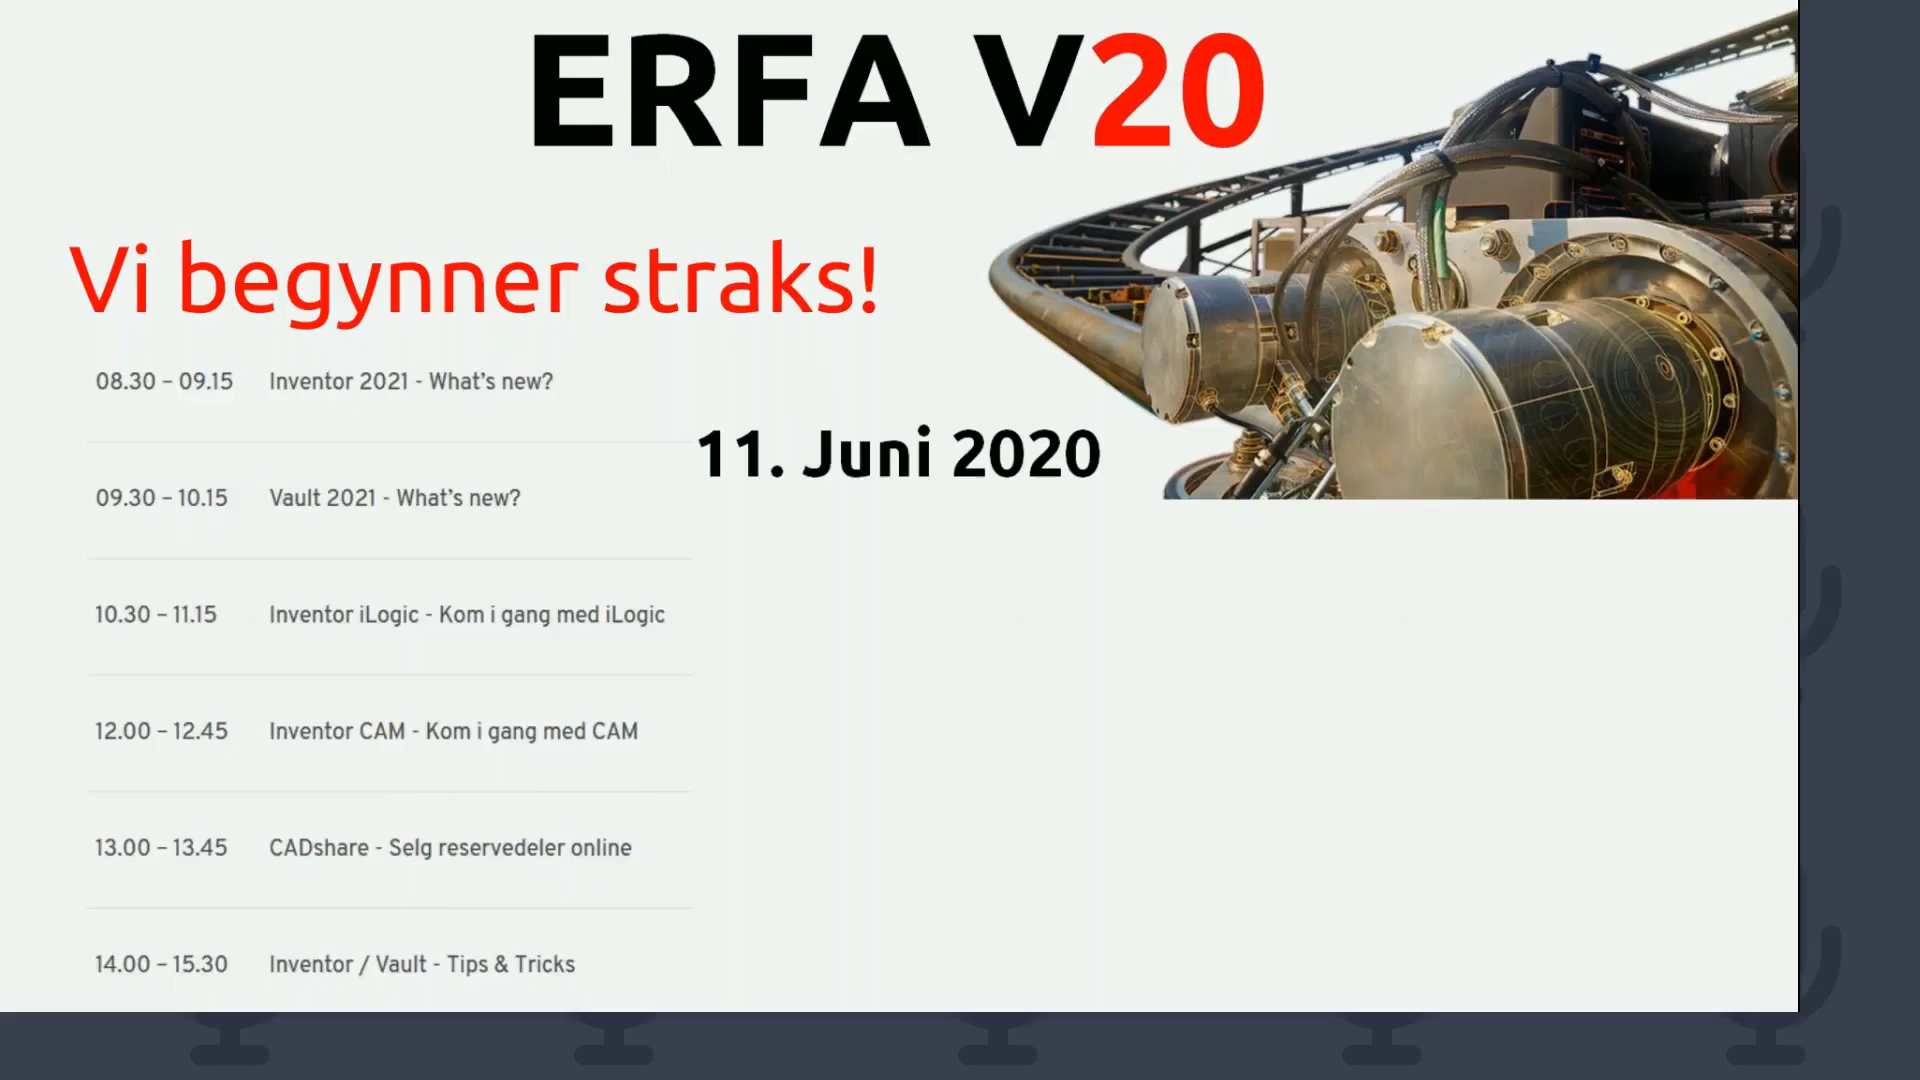 ERFA V20
Vi begynner straks!
08.30 – 09.15 Inventor 2021 - What’s new?
11. Juni 2020
09.30 – 10.15 Vault 2021 - What’s new?
10.30 – 11.15 Inventor iLogic - Kom i gang med iLogic
12.00 – 12.45 Inventor CAM - Kom i gang med CAM
13.00 – 13.45 CADshare - Selg reservedeler online
14.00 – 15.30 Inventor / Vault - Tips & Tricks